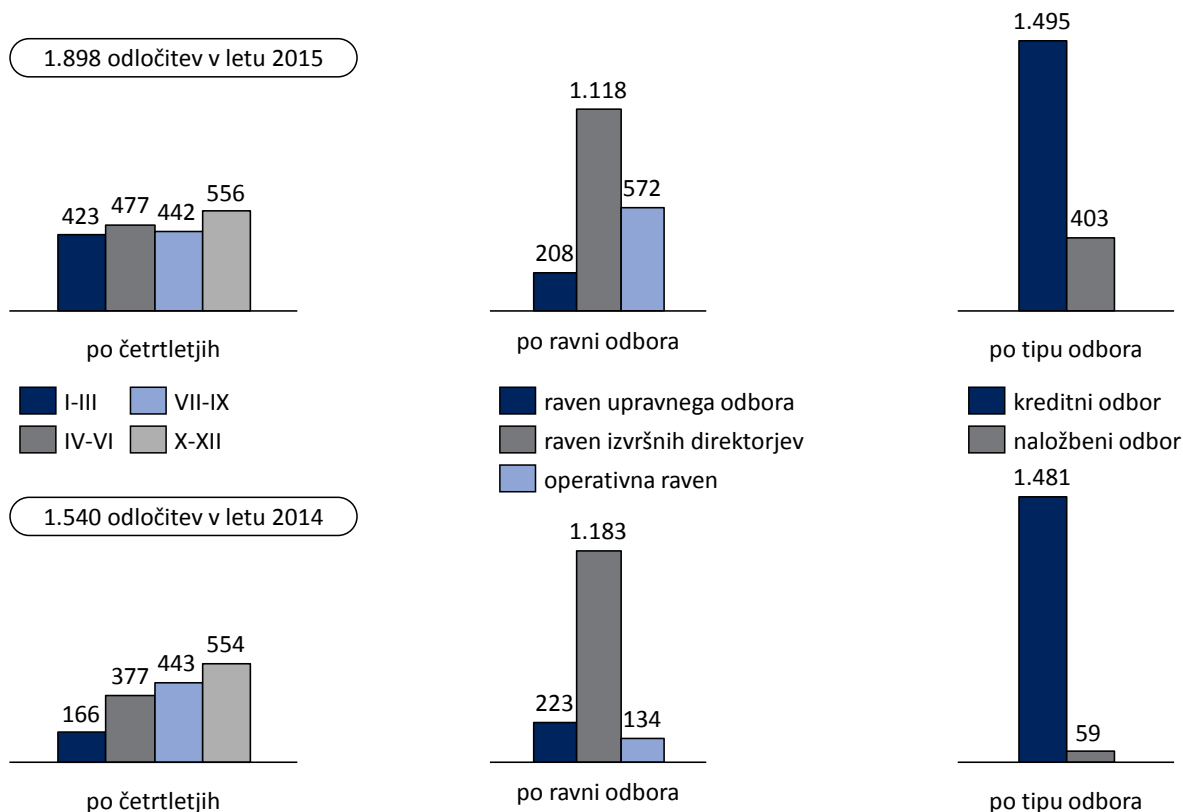 1.898 odločitev v letu 2015
423 477 442 556
po četrtletjih
208 1.118 572
po ravni odbora
1.495 403
po tipu odbora
I-III VII-IX
IV-VI X-XII
raven upravnega odbora
raven izvršnih direktorjev
operativna raven
kreditni odbor
naložbeni odbor
1.540 odločitev v letu 2014
166 377 443 554
po četrtletjih
223 1.183 134
po ravni odbora
1.481 59
po tipu odbora